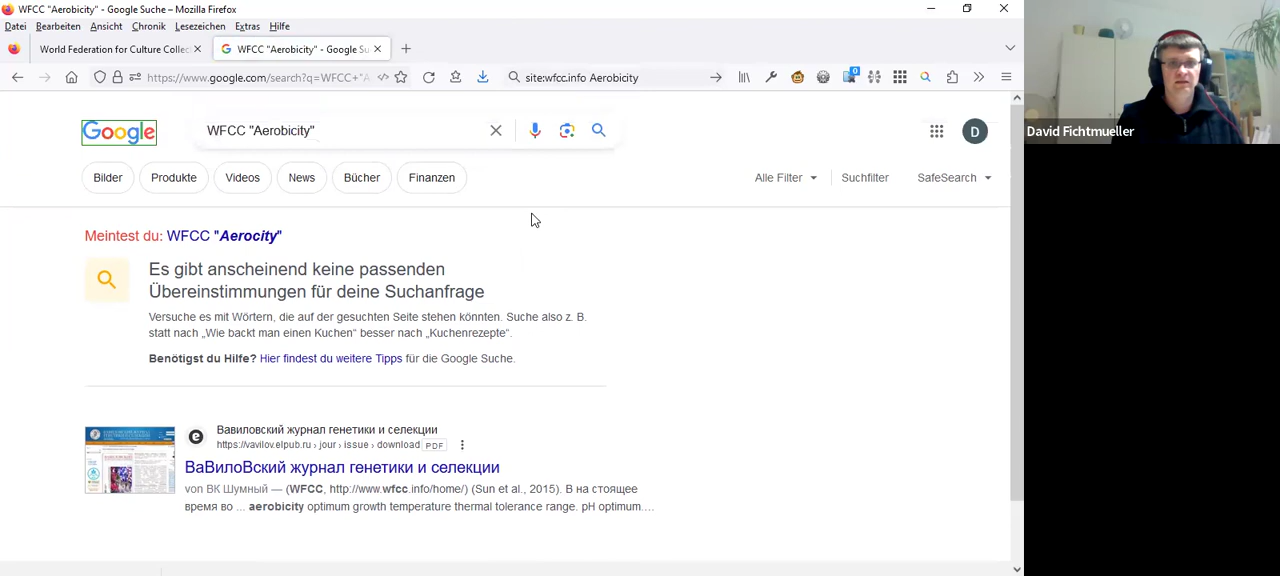 WFCC "Aerobicity" - Google Suche – Mozilla Firefox
Datei Bearbeiten Ansicht Chronik Lesezeichen Extras Hilfe
World Federation for Culture Collec
WFCC "Aerobicity" - Google Su
https://www.google.com/search?q=WFCC+"A
site:wfcc.info Aerobicity
0
Google
WFCC "Aerobicity"
D
Bilder Produkte Videos News Bücher Finanzen
Alle Filter Suchfilter SafeSearch
Meintest du: WFCC "Aerocity"
Es gibt anscheinend keine passenden
Übereinstimmungen für deine Suchanfrage
Versuche es mit Wörtern, die auf der gesuchten Seite stehen könnten. Suche also z. B.
statt nach „Wie backt man einen Kuchen“ besser nach „Kuchenrezepte“.
Benötigst du Hilfe? Hier findest du weitere Tipps für die Google Suche.
Вавиловский журнал генетики и селекции
https://vavilov.elpub.ru › jour › issue › download PDF
ВаВилоВский журнал генетики и селекции
von ВК Шумный — (WFCC, http://www.wfcc.info/home/) (Sun et al., 2015). В на стоящее
время во ... aerobicity optimum growth temperature thermal tolerance range. pH optimum....
David Fichtmueller